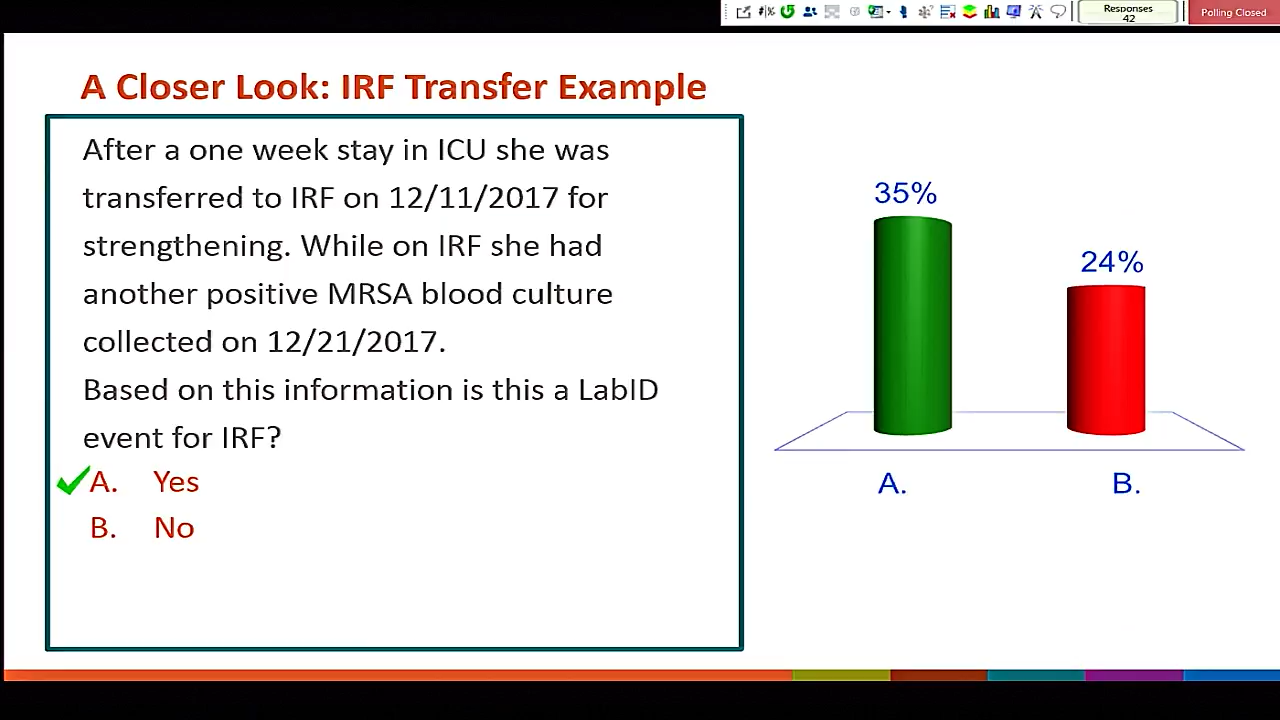 Responses
42
Polling Closed
A Closer Look: IRF Transfer Example
After a one week stay in ICU she was
transferred to IRF on 12/11/2017 for
strengthening. While on IRF she had
another positive MRSA blood culture
collected on 12/21/2017.
Based on this information is this a LabID
event for IRF?
A. Yes
B. No
35%
24%
A.
B.